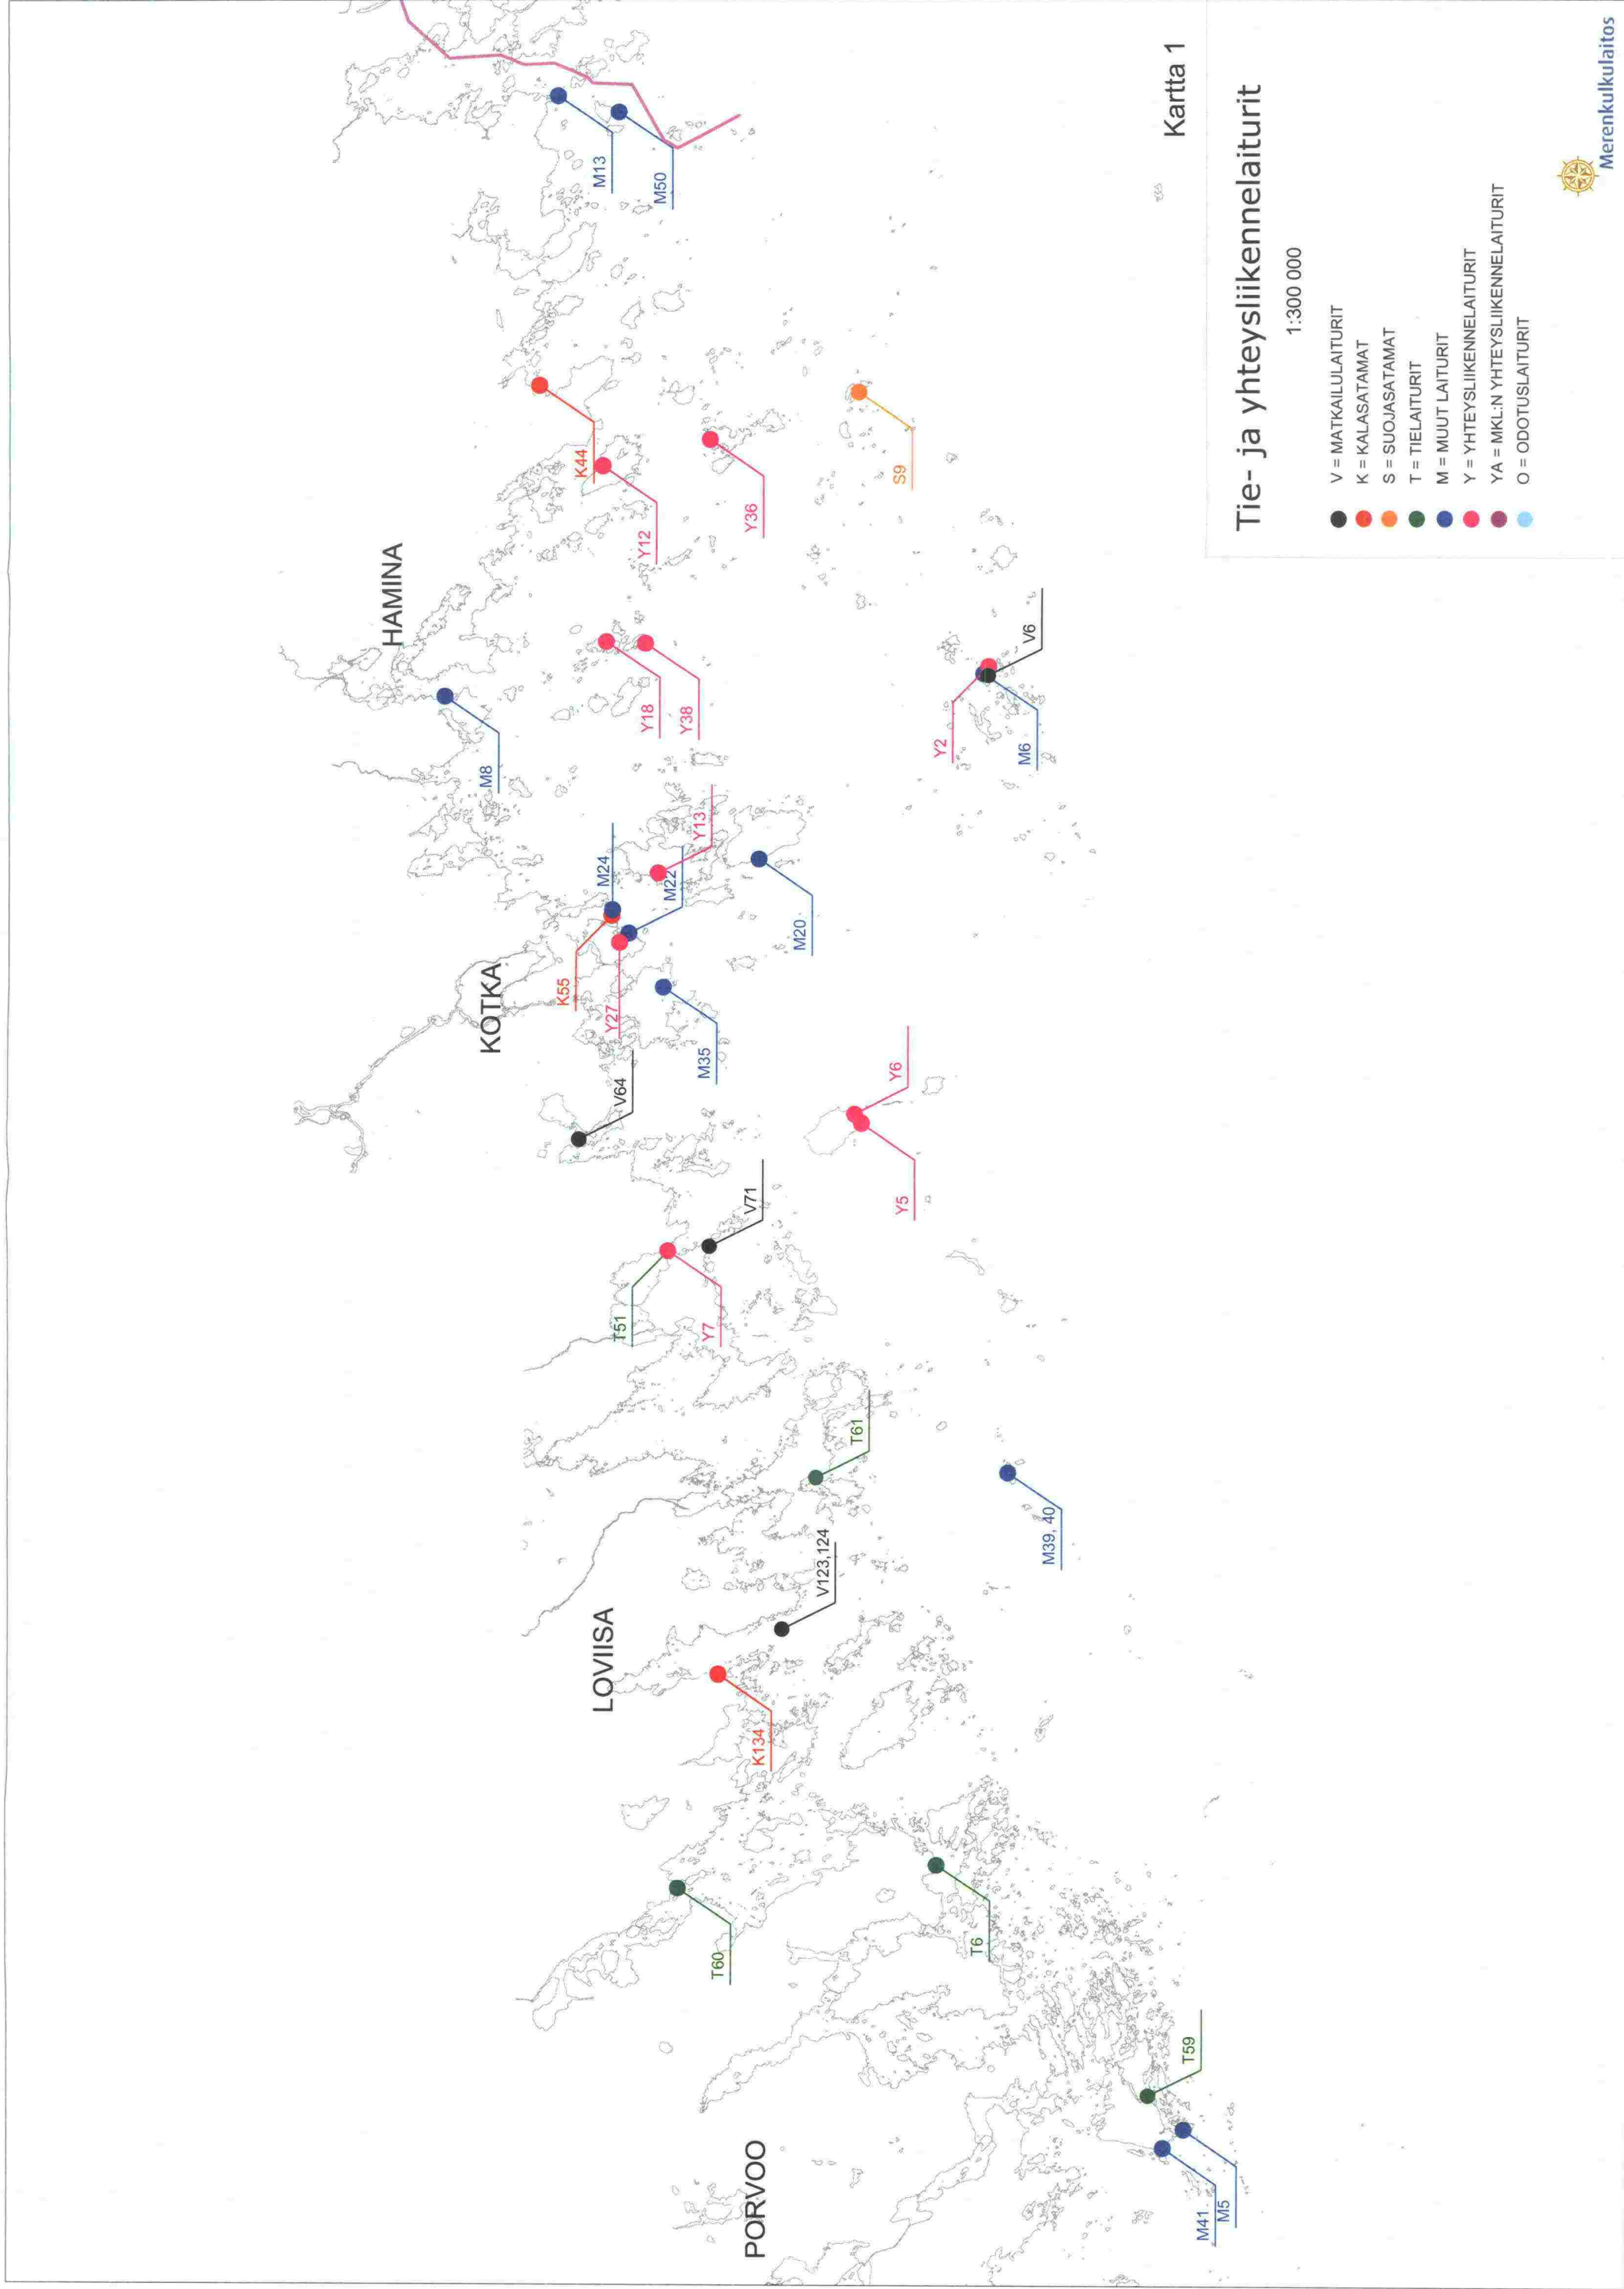 Kartta 1
Tie- ja yhteysliikennelaiturit
1:300 000
V = MATKAILULAITURIT
K = KALASATAMAT
S = SUOJASATAMAT
T = TIELAITURIT
M = MUUT LAITURIT
Y = YHTEYSLIIKENNELAITURIT
YA = MKL:N YHTEYSLIIKENNELAITURIT
O = ODOTUSLAITURIT
Merenkulkulaitos
HAMINA
KOTKA
LOVIISA
PORVOO
M13
M50
K44
Y12
Y36
S9
M8
Y18
Y38
Y2
V6
M6
Y13
M24
M22
M20
K55
Y27
M35
V64
Y6
Y5
V71
T51
Y7
T61
M39, 40
V123,124
K134
T60
T6
T59
M41
M5